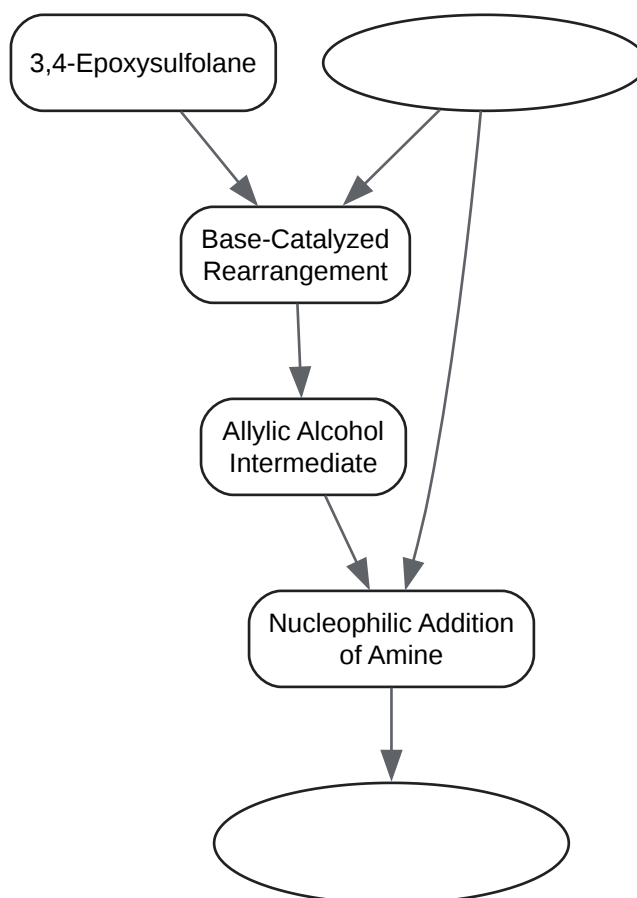 3,4-Epoxysulfolane
Base-Catalyzed
Rearrangement
Allylic Alcohol
Intermediate
Nucleophilic Addition
of Amine